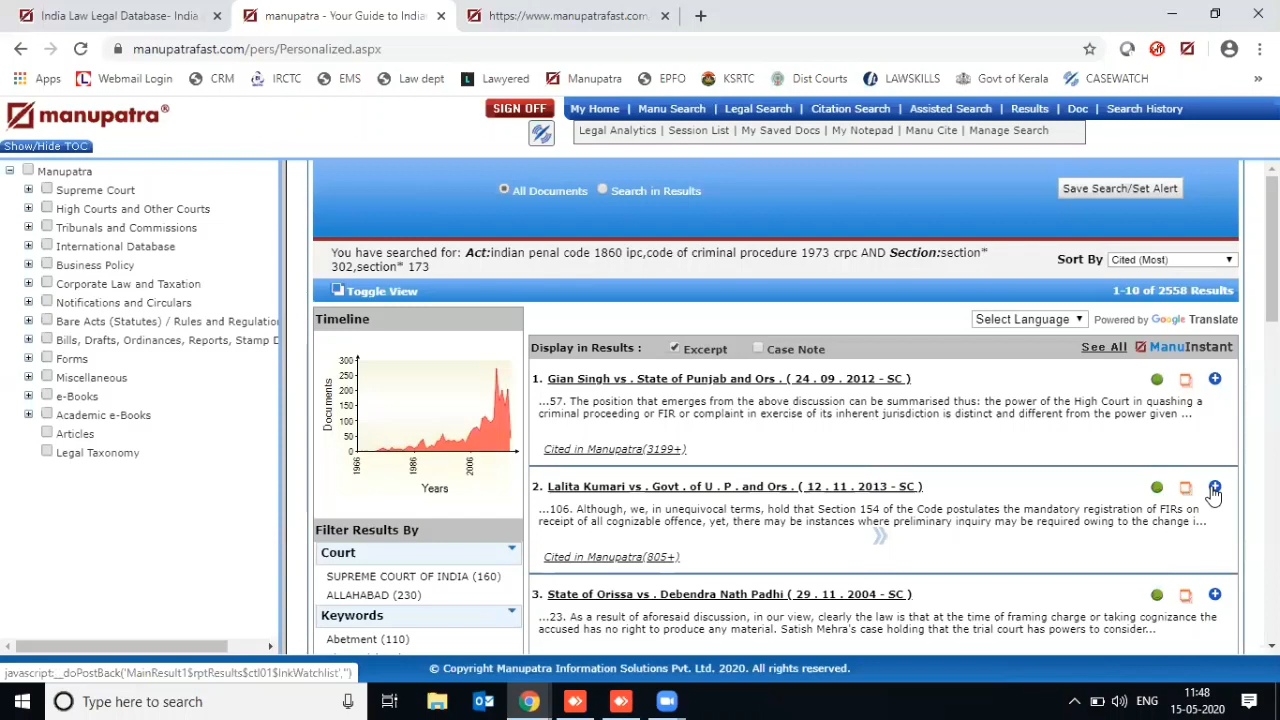 India Law Legal Database- India
manupatra - Your Guide to Indian
https://www.manupatrafast.com
manupatrafast.com/pers/Personalized.aspx
Apps Webmail Login CRM IRCTC EMS Law dept Lawyered Manupatra EPFO KSRTC Dist Courts LAWSKILLS Govt of Kerala CASEWATCH
manupatra®
SIGN OFF
My Home | Manu Search | Legal Search | Citation Search | Assisted Search | Results | Doc | Search History
Legal Analytics | Session List | My Saved Docs | My Notepad | Manu Cite | Manage Search
Show/Hide TOC
Manupatra
Supreme Court
High Courts and Other Courts
Tribunals and Commissions
International Database
Business Policy
Corporate Law and Taxation
Notifications and Circulars
Bare Acts (Statutes) / Rules and Regulatio
Bills, Drafts, Ordinances, Reports, Stamp D
Forms
Miscellaneous
e-Books
Academic e-Books
Articles
Legal Taxonomy
All Documents Search in Results
Save Search/Set Alert
You have searched for: Act:indian penal code 1860 ipc,code of criminal procedure 1973 crpc AND Section:section*
302,section* 173
Sort By Cited (Most)
Toggle View
1-10 of 2558 Results
Timeline
Documents
300
250
200
150
100
50
0
1966 1986 2006
Years
Filter Results By
Court
SUPREME COURT OF INDIA (160)
ALLAHABAD (230)
Keywords
Abetment (110)
Select Language Powered by Google Translate
Display in Results : Excerpt Case Note
See All ManuInstant
1. Gian Singh vs . State of Punjab and Ors . ( 24 . 09 . 2012 - SC )
...57. The position that emerges from the above discussion can be summarised thus: the power of the High Court in quashing a
criminal proceeding or FIR or complaint in exercise of its inherent jurisdiction is distinct and different from the power given ...
Cited in Manupatra(3199+)
2. Lalita Kumari vs . Govt . of U . P . and Ors . ( 12 . 11 . 2013 - SC )
...106. Although, we, in unequivocal terms, hold that Section 154 of the Code postulates the mandatory registration of FIRs on
receipt of all cognizable offence, yet, there may be instances where preliminary inquiry may be required owing to the change i...
Cited in Manupatra(805+)
3. State of Orissa vs . Debendra Nath Padhi ( 29 . 11 . 2004 - SC )
...23. As a result of aforesaid discussion, in our view, clearly the law is that at the time of framing charge or taking cognizance the
accused has no right to produce any material. Satish Mehra's case holding that the trial court has powers to consider...
javascript:__doPostBack('MainResult1$rptResults$ctl01$lnkWatchlist','')
© Copyright Manupatra Information Solutions Pvt. Ltd. 2020. All rights reserved.
Type here to search
ENG
11:48
15-05-2020